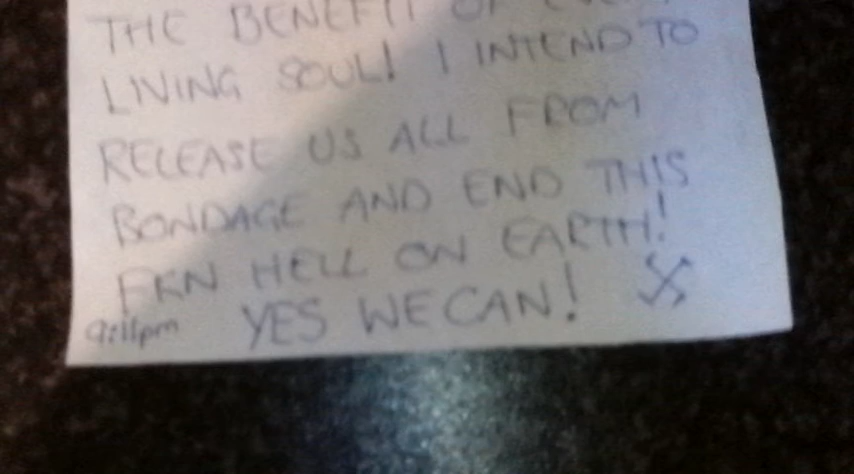 THE BENEFIT OF
LIVING SOUL! I INTEND TO
RELEASE US ALL FROM
BONDAGE AND END THIS
FKN HELL ON EARTH!
9:11pm YES WE CAN!